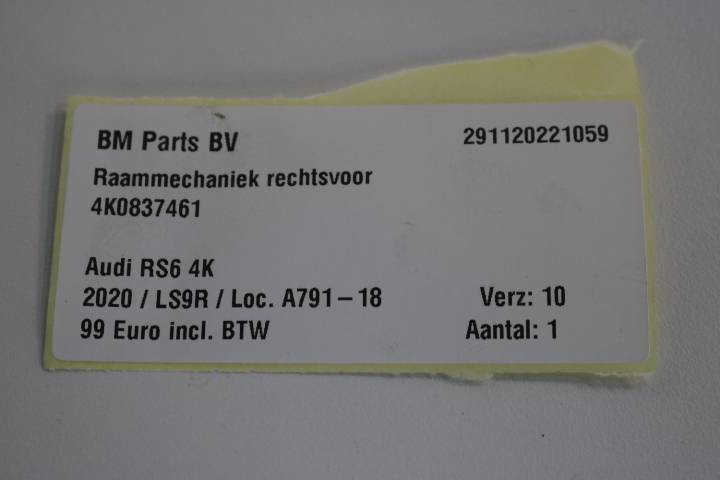 BM Parts BV 291120221059
Raammechaniek rechtsvoor
4K0837461
Audi RS6 4K
2020 / LS9R / Loc. A791-18 Verz: 10
99 Euro incl. BTW Aantal: 1